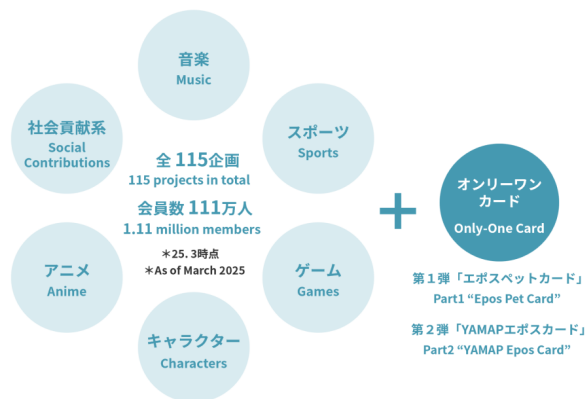 音楽
Music
社会貢献系
Social
Contributions
スポーツ
Sports
全 115企画
115 projects in total
会員数 111万人
1.11 million members
＊25. 3時点
＊As of March 2025
アニメ
Anime
ゲーム
Games
キャラクター
Characters
+
オンリーワン
カード
Only-One Card
第１弾「エポスペットカード」
Part1 “Epos Pet Card”
第２弾「YAMAPエポスカード」
Part2 “YAMAP Epos Card”